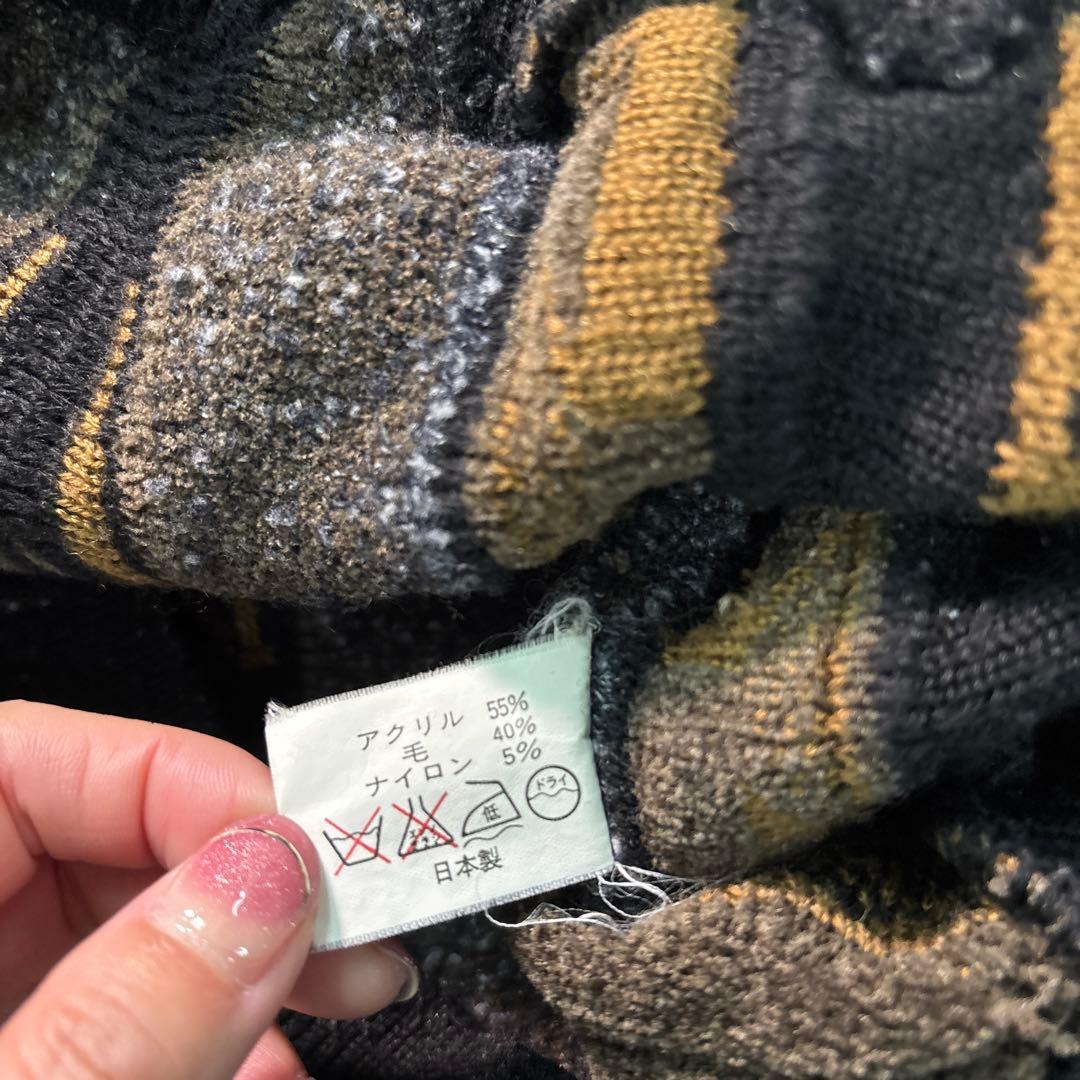 アクリル 55%
毛 40%
ナイロン 5%
低 ドライ
日本製